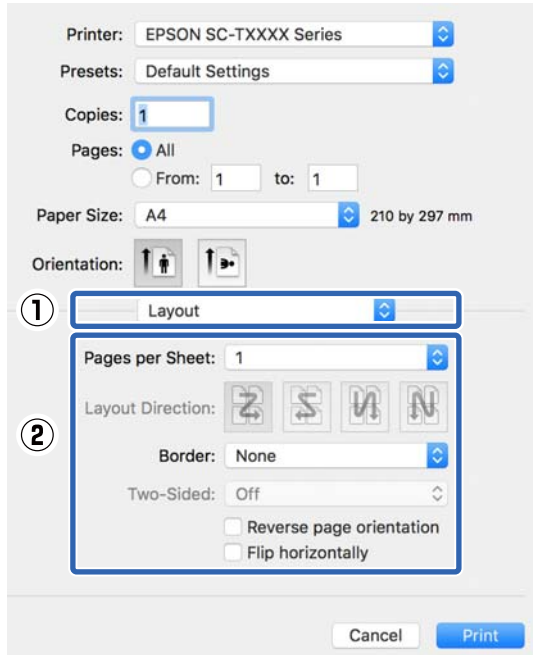 Printer: EPSON SC-TXXXX Series
Presets: Default Settings
Copies: 1
Pages: All
From: 1 to: 1
Paper Size: A4 210 by 297 mm
Orientation:
① Layout
Pages per Sheet: 1
Layout Direction:
②
Border: None
Two-Sided: Off
Reverse page orientation
Flip horizontally
Cancel Print